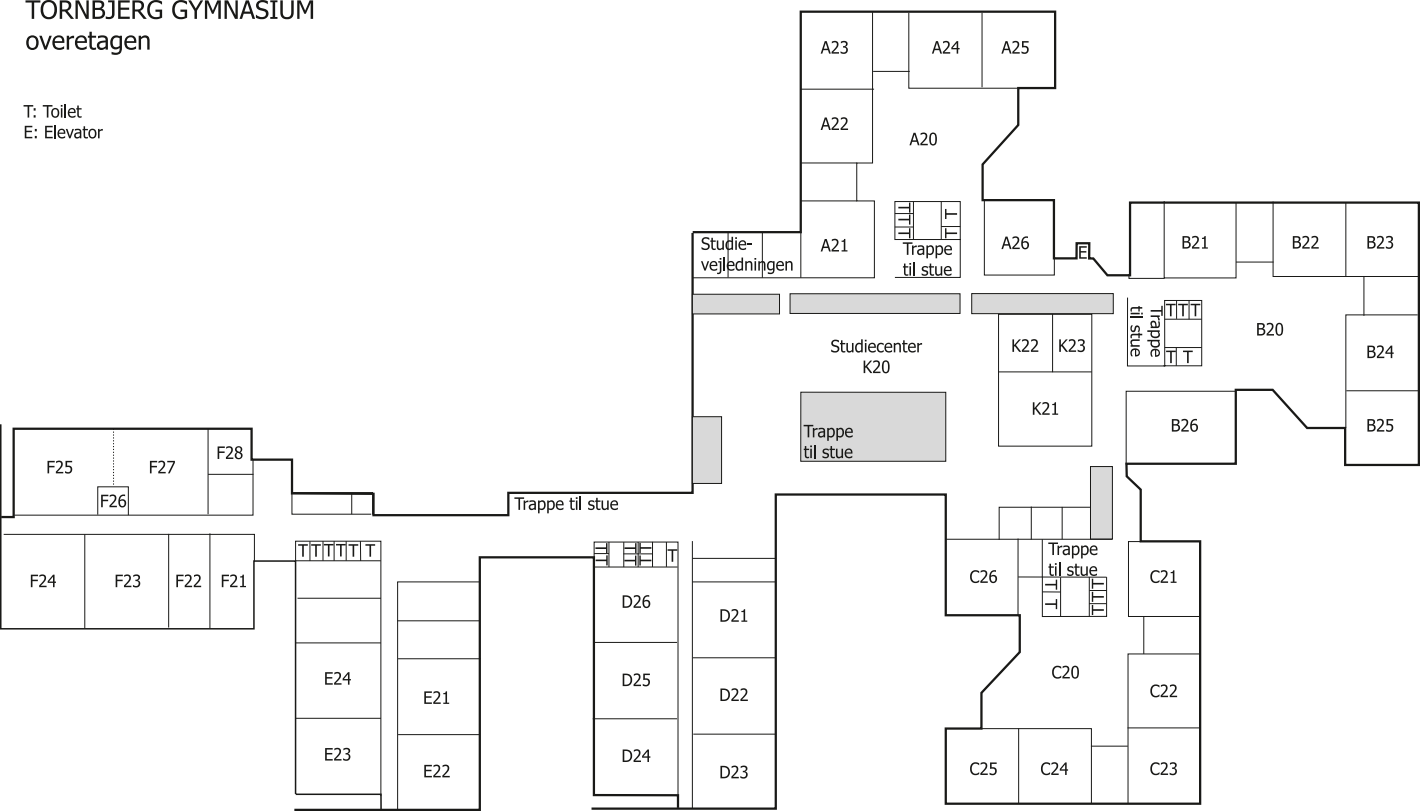 TORNBJERG GYMNASIUM
overetagen
T: Toilet
E: Elevator
A23
A24
A25
A22
A20
T
T
T
T
T
A21
A26
Trappe
til stue
Studie-
vejledningen
E
B21
B22
B23
Trappe
til stue
T T T
T T
B20
B24
B25
B26
Studiecenter
K20
K22
K23
K21
Trappe
til stue
F25
F27
F28
F26
Trappe til stue
F24
F23
F22
F21
T T T T T T
E24
E23
E21
E22
T
T
T
T
T
T
T
D26
D25
D24
D21
D22
D23
C26
Trappe
til stue
T
T
T
T
T
C21
C20
C22
C25
C24
C23